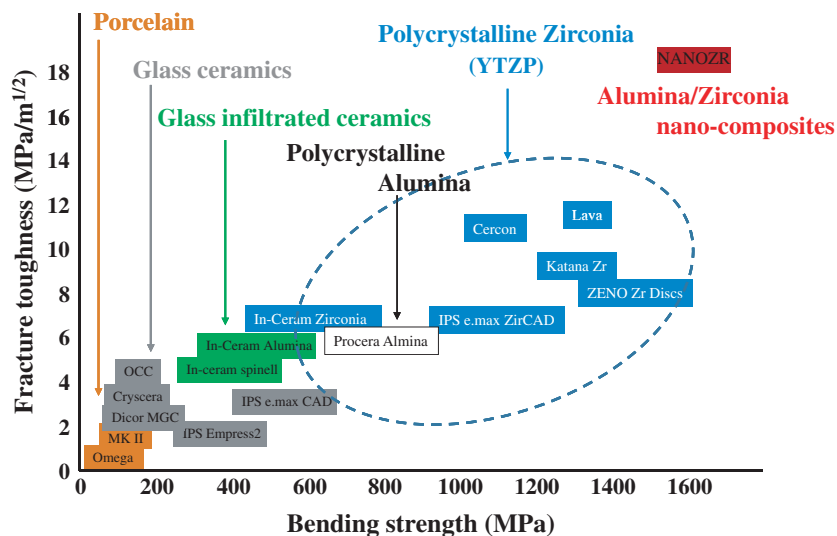 Porcelain
Polycrystalline Zirconia
(YTZP)
NANOZR
Glass ceramics
Alumina/Zirconia
nano-composites
Glass infiltrated ceramics
Polycrystalline
Alumina
Fracture toughness (MPa/m1/2)
18
16
14
12
10
8
6
4
2
0
Lava
Cercon
Katana Zr
ZENO Zr Discs
In-Ceram Zirconia
IPS e.max ZirCAD
Procera Almina
In-Ceram Alumina
In-ceram spinell
OCC
Cryscera
IPS e.max CAD
Dicor MGC
IPS Empress2
MK II
Omega
0 200 400 600 800 1000 1200 1400 1600
Bending strength (MPa)